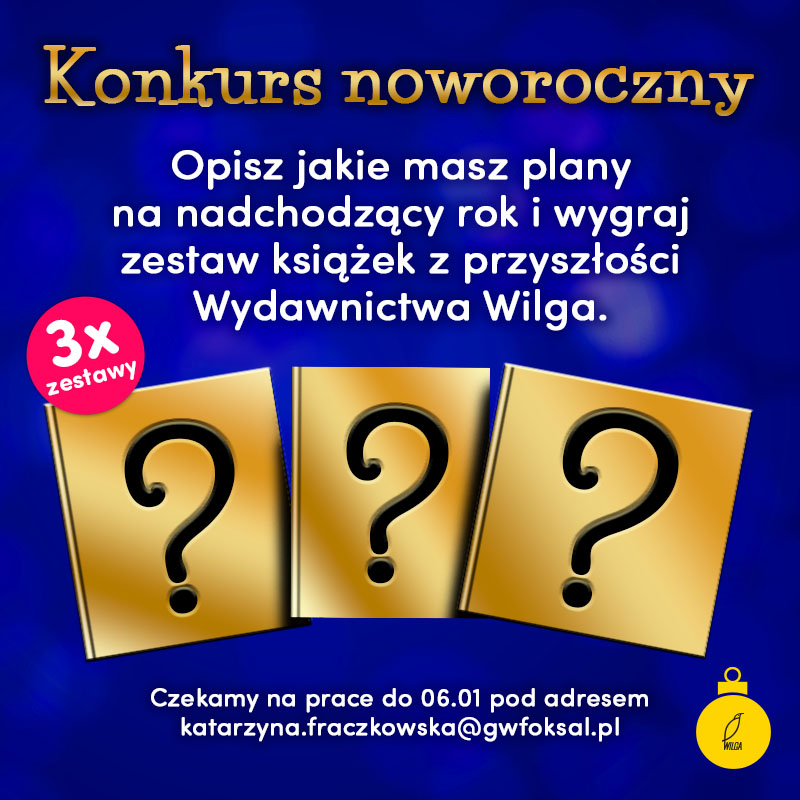 Konkurs noworoczny
Opisz jakie masz plany
na nadchodzący rok i wygraj
zestaw książek z przyszłości
Wydawnictwa Wilga.
3x
zestawy
?
?
?
Czekamy na prace do 06.01 pod adresem
katarzyna.fraczkowska@gwfoksal.pl
WILGA